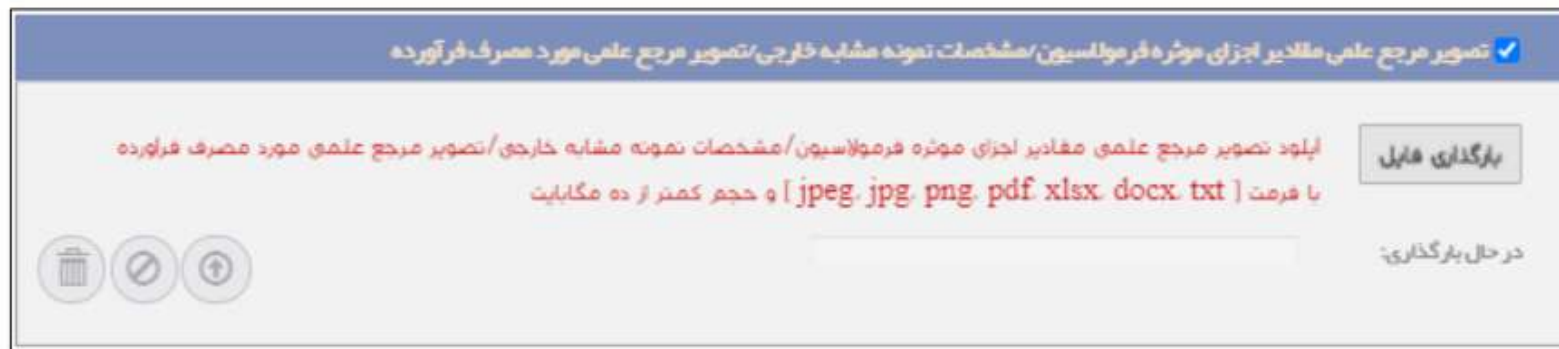 تصویر مرجع علمی مقادیر اجزای موثره فرمولاسیون/مشخصات نمونه مشابه خارجی/تصویر مرجع علمی مورد مصرف فرآورده
بارگذاری فایل
آپلود تصویر مرجع علمی مقادیر اجزای موثره فرمولاسیون/مشخصات نمونه مشابه خارجی/تصویر مرجع علمی مورد مصرف فراورده
با فرمت [ jpeg، jpg، png، pdf، xlsx، docx، txt ] و حجم کمتر از ده مگابایت
در حال بارگذاری: